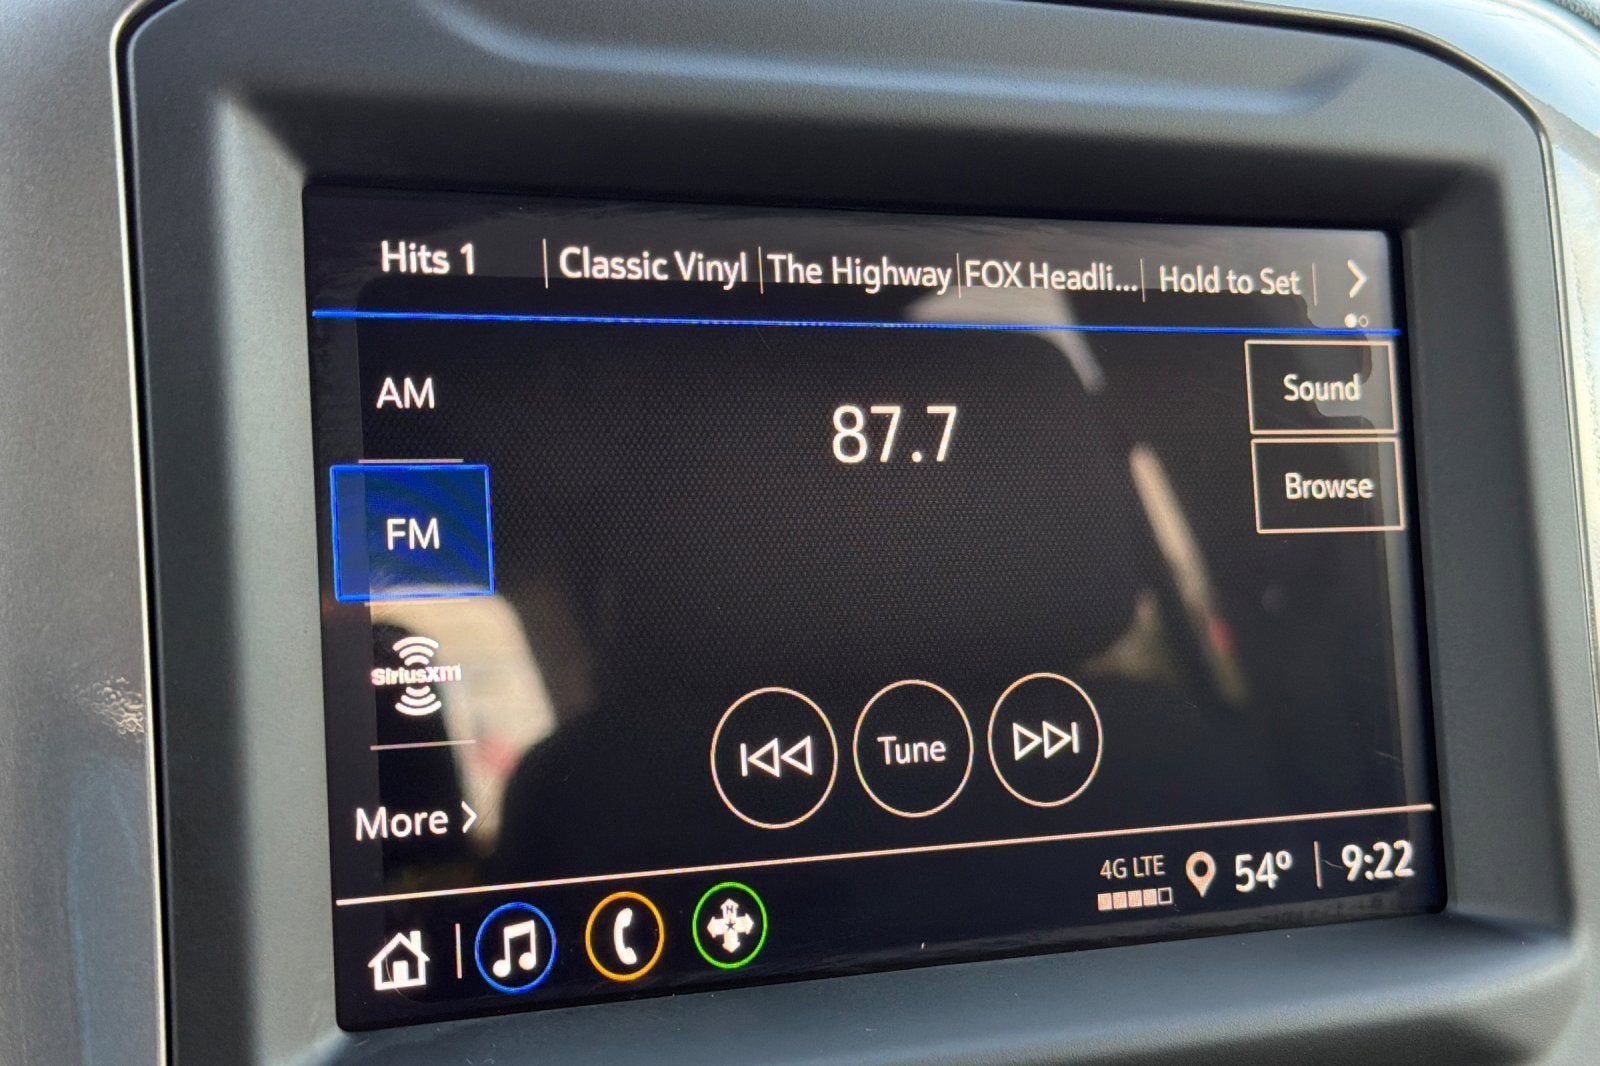 Hits 1
Classic Vinyl
The Highway
FOX Headli...
Hold to Set
AM
87.7
Sound
FM
Browse
SiriusXM
Tune
More
4G LTE
54°
9:22
N